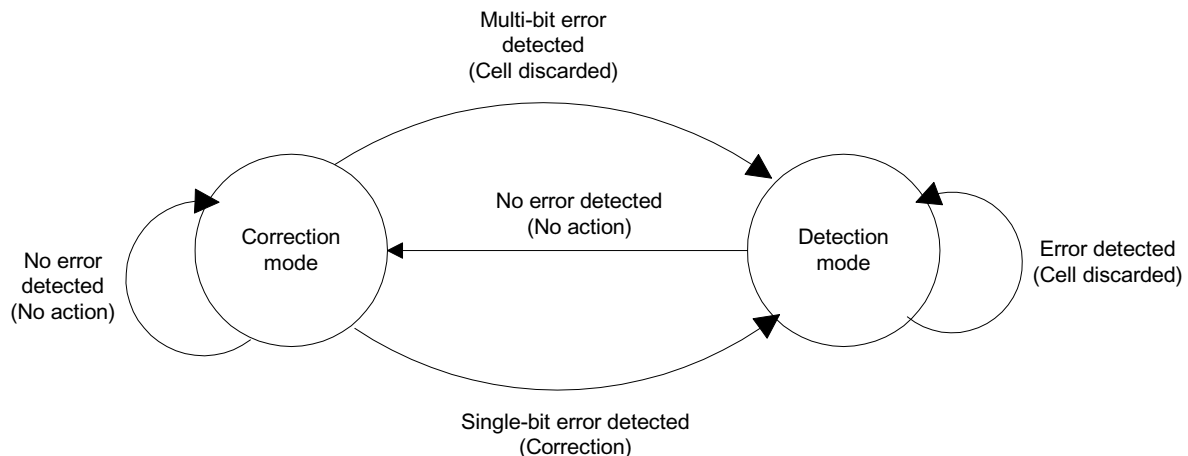 Multi-bit error
detected
(Cell discarded)
No error detected
(No action)
Correction
mode
Detection
mode
No error
detected
(No action)
Error detected
(Cell discarded)
Single-bit error detected
(Correction)